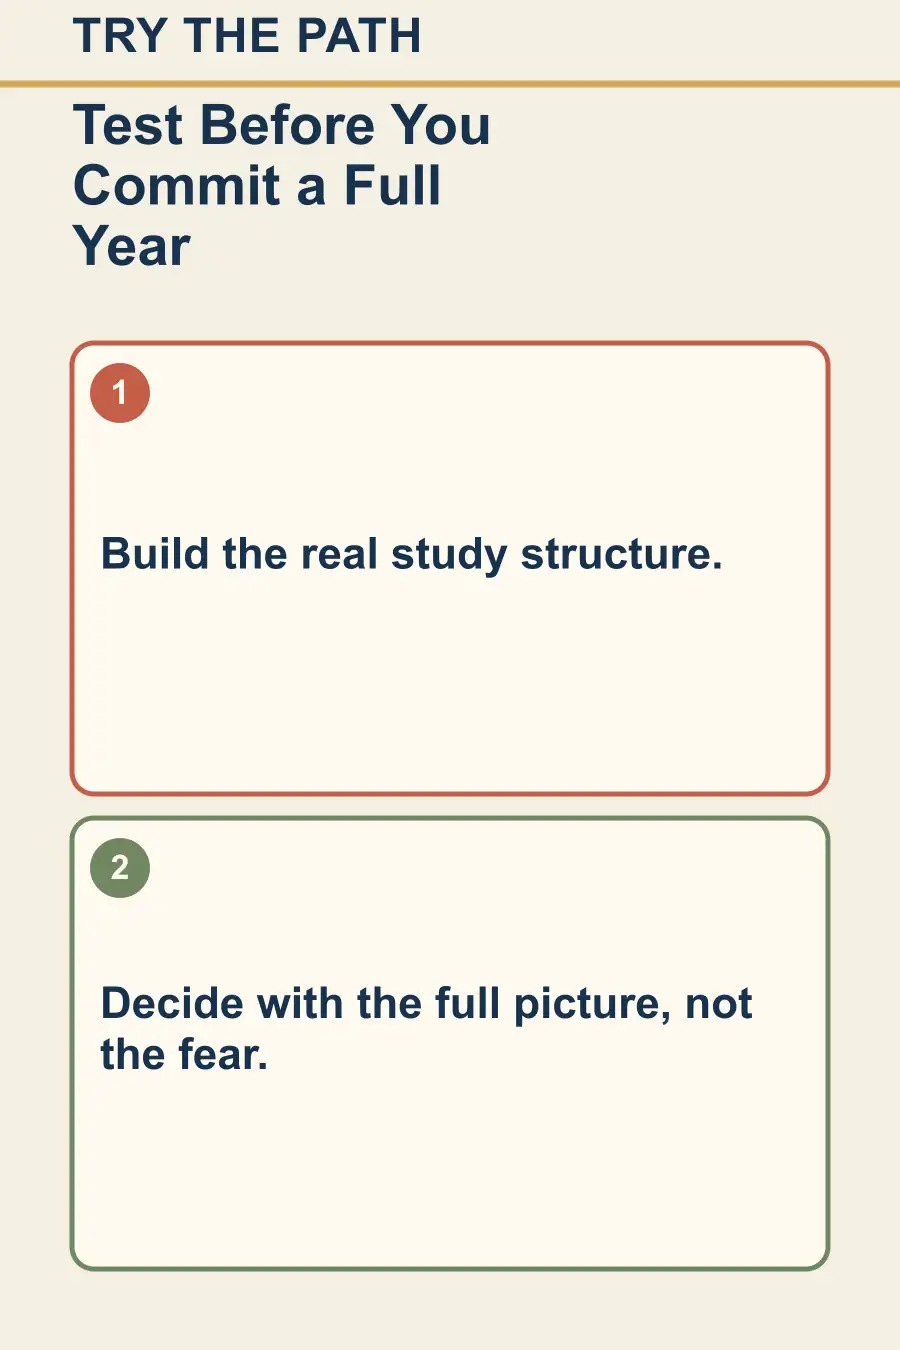 TRY THE PATH
Test Before You
Commit a Full
Year
1
Build the real study structure.
2
Decide with the full picture, not
the fear.